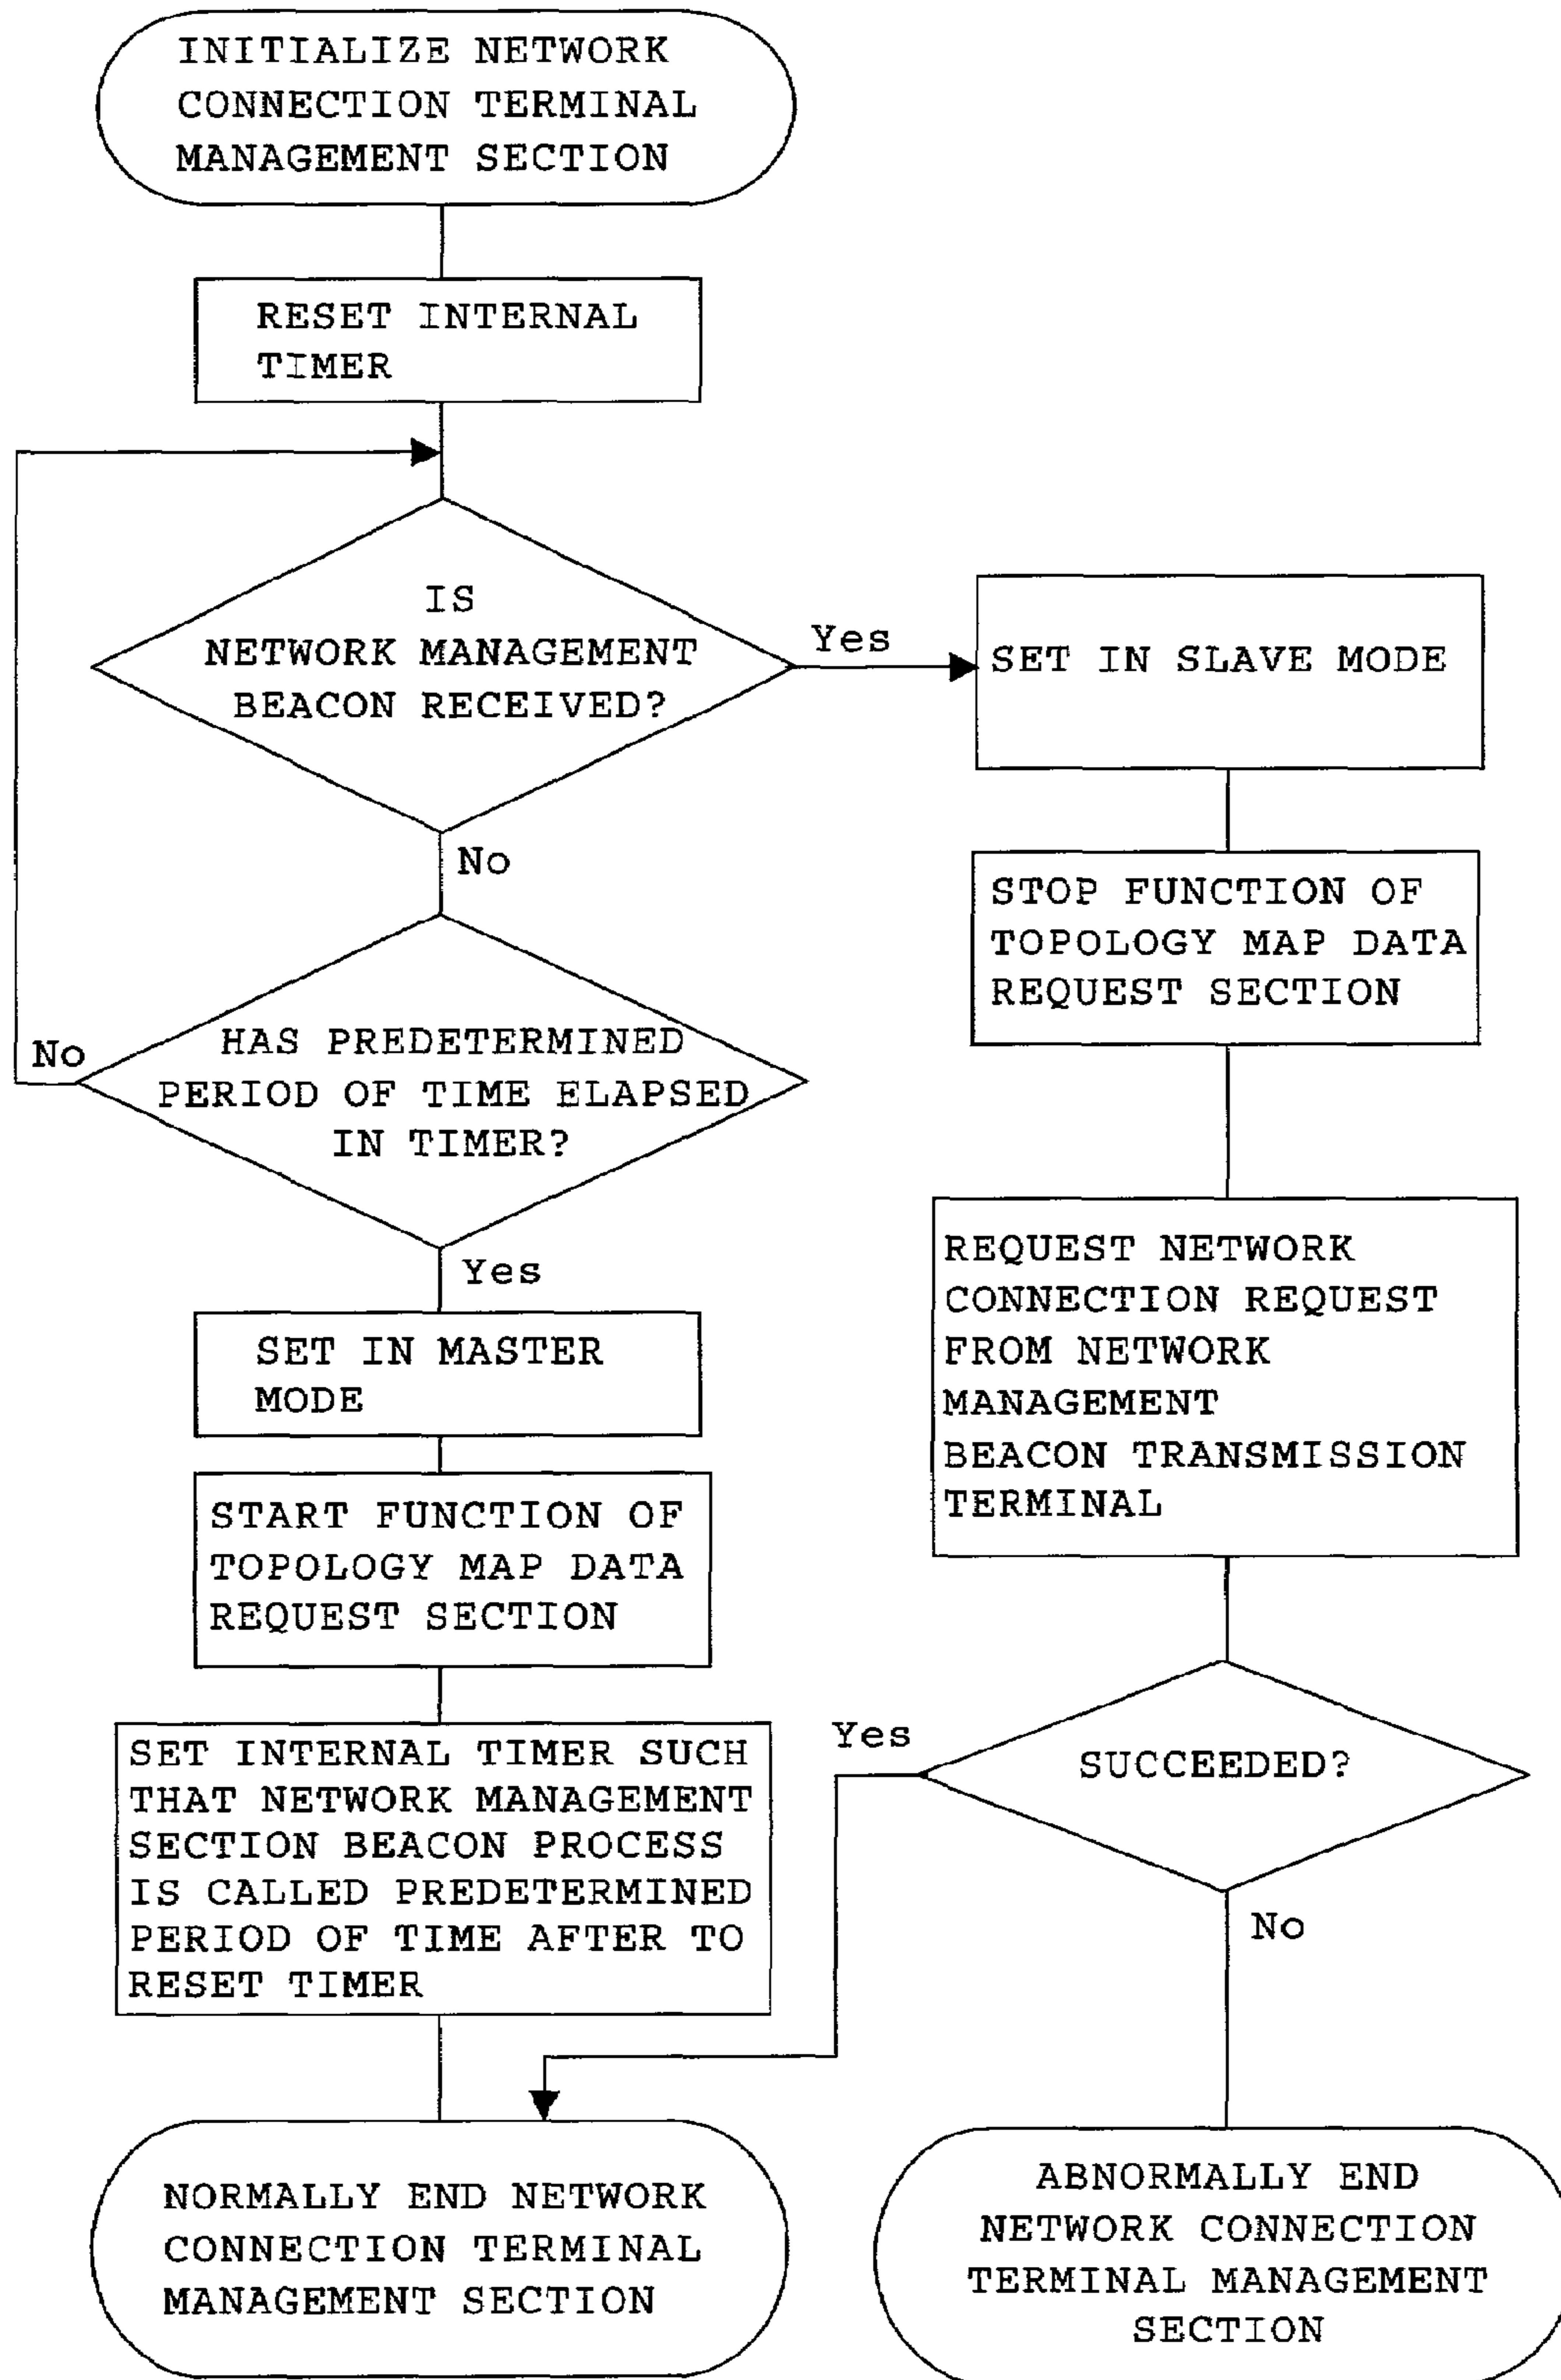 INITIALIZE NETWORK
CONNECTION TERMINAL
MANAGEMENT SECTION
RESET INTERNAL
TIMER
IS
NETWORK MANAGEMENT
BEACON RECEIVED?
Yes
SET IN SLAVE MODE
No
STOP FUNCTION OF
TOPOLOGY MAP DATA
REQUEST SECTION
No
HAS PREDETERMINED
PERIOD OF TIME ELAPSED
IN TIMER?
Yes
REQUEST NETWORK
CONNECTION REQUEST
FROM NETWORK
MANAGEMENT
BEACON TRANSMISSION
TERMINAL
SET IN MASTER
MODE
START FUNCTION OF
TOPOLOGY MAP DATA
REQUEST SECTION
SET INTERNAL TIMER SUCH
THAT NETWORK MANAGEMENT
SECTION BEACON PROCESS
IS CALLED PREDETERMINED
PERIOD OF TIME AFTER TO
RESET TIMER
Yes
SUCCEEDED?
No
NORMALLY END NETWORK
CONNECTION TERMINAL
MANAGEMENT SECTION
ABNORMALLY END
NETWORK CONNECTION
TERMINAL MANAGEMENT
SECTION